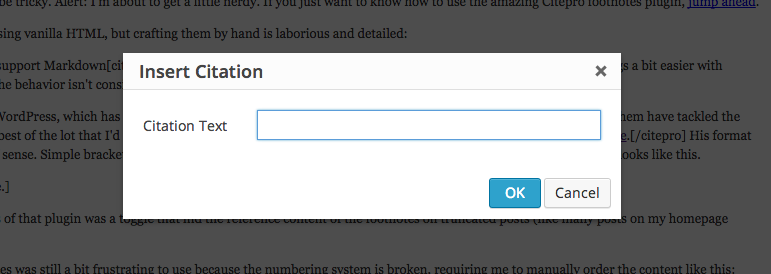 be tricky. Alert: I'm about to get a little nerdy. If you just want to know how to use the amazing Citepro footnotes plugin, jump ahead.
sing vanilla HTML, but crafting them by hand is laborious and detailed:
support Markdown[ci
gs a bit easier with
he behavior isn't cons
WordPress, which has
hem have tackled the
best of the lot that I'd
e.[/citepro] His format
sense. Simple bracke
ooks like this.
e.]
s of that plugin was a toggle that hid the reference content of the footnotes on truncated posts (like many posts on my homepage
es was still a bit frustrating to use because the numbering system is broken, requiring me to manually order the content like this:
Insert Citation
×
Citation Text
OK
Cancel